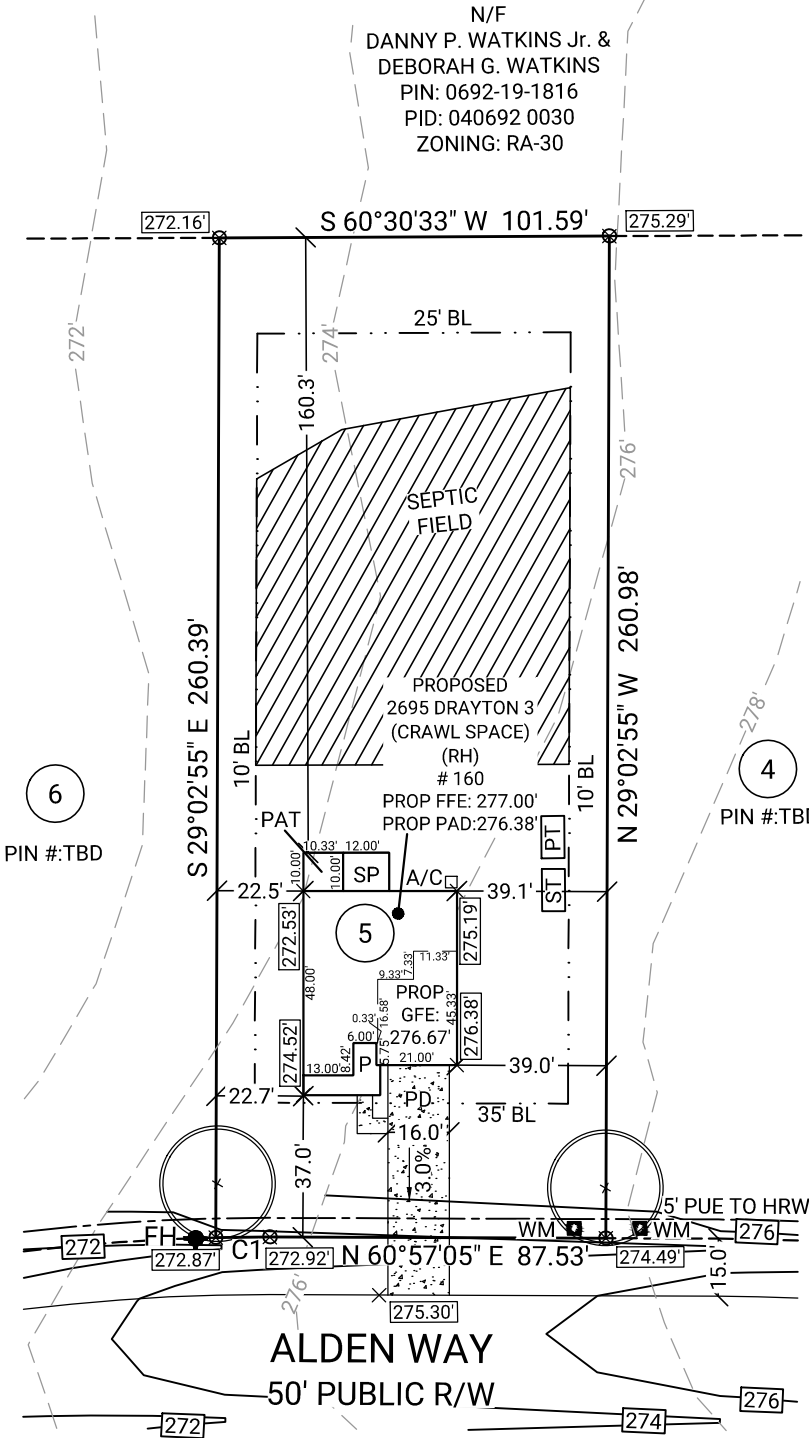 N/F
DANNY P. WATKINS Jr. &
DEBORAH G. WATKINS
PIN: 0692-19-1816
PID: 040692 0030
ZONING: RA-30
272.16'
S 60°30'33" W 101.59'
275.29'
25' BL
272'
274'
160.3'
276'
SEPTIC
FIELD
S 29°02'55" E 260.39'
N 29°02'55" W 260.98'
PROPOSED
2695 DRAYTON 3
(CRAWL SPACE)
(RH)
# 160
PROP FFE: 277.00'
PROP PAD:276.38'
278'
10' BL
10' BL
6
PIN #:TBD
4
PIN #:TBI
PAT
PT
10.33' 12.00'
10.00'
10.00'
SP
A/C
ST
22.5'
39.1'
272.53'
5
275.19'
11.33'
7.33'
9.33'
48.00'
PROP
GFE:
276.67'
16.58'
45.33'
0.33'
6.00'
274.52'
276.38'
13.00'
8.42'
P
5.75'
21.00'
39.0'
22.7'
PD
35' BL
16.0'
37.0'
3.0%
5' PUE TO HRW
FH
WM
WM
272
276
272.87'
C1
272.92'
N 60°57'05" E 87.53'
274.49'
15.0'
276'
275.30'
ALDEN WAY
50' PUBLIC R/W
272
274
276